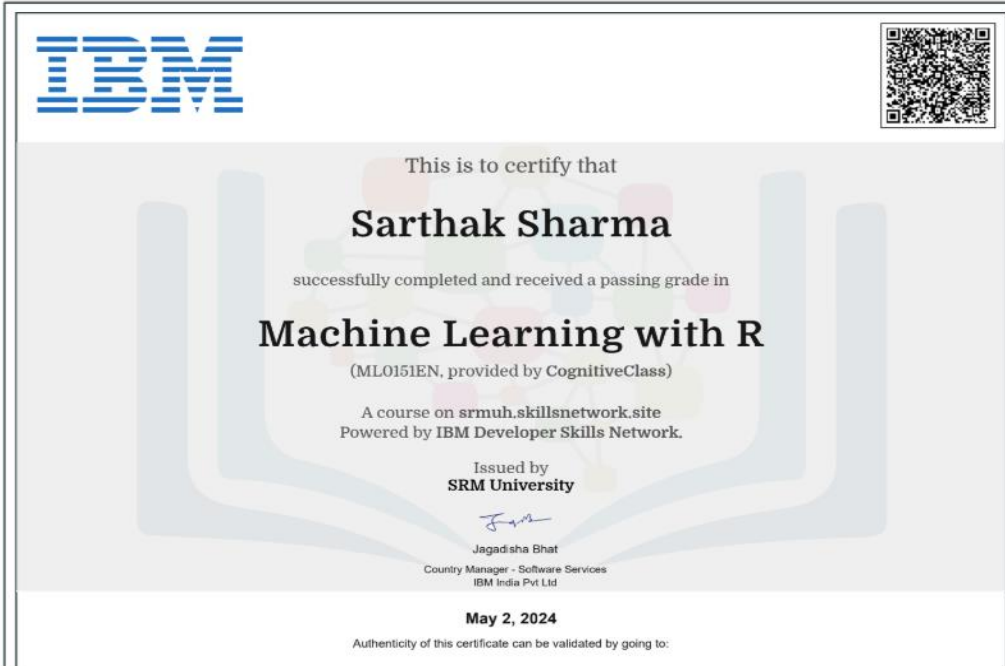 IBM
This is to certify that
Sarthak Sharma
successfully completed and received a passing grade in
Machine Learning with R
(ML0151EN, provided by CognitiveClass)
A course on srmuh.skillsnetwork.site
Powered by IBM Developer Skills Network.
Issued by
SRM University
Jagadisha Bhat
Country Manager - Software Services
IBM India Pvt Ltd
May 2, 2024
Authenticity of this certificate can be validated by going to: